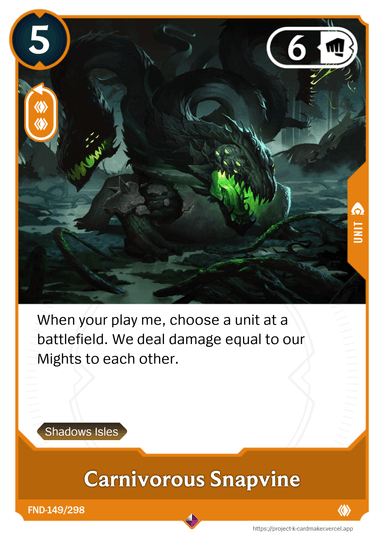 5
6
UNIT
When your play me, choose a unit at a
battlefield. We deal damage equal to our
Mights to each other.
Shadows Isles
Carnivorous Snapvine
FND-149/298
https://project-k-cardmaker.vercel.app